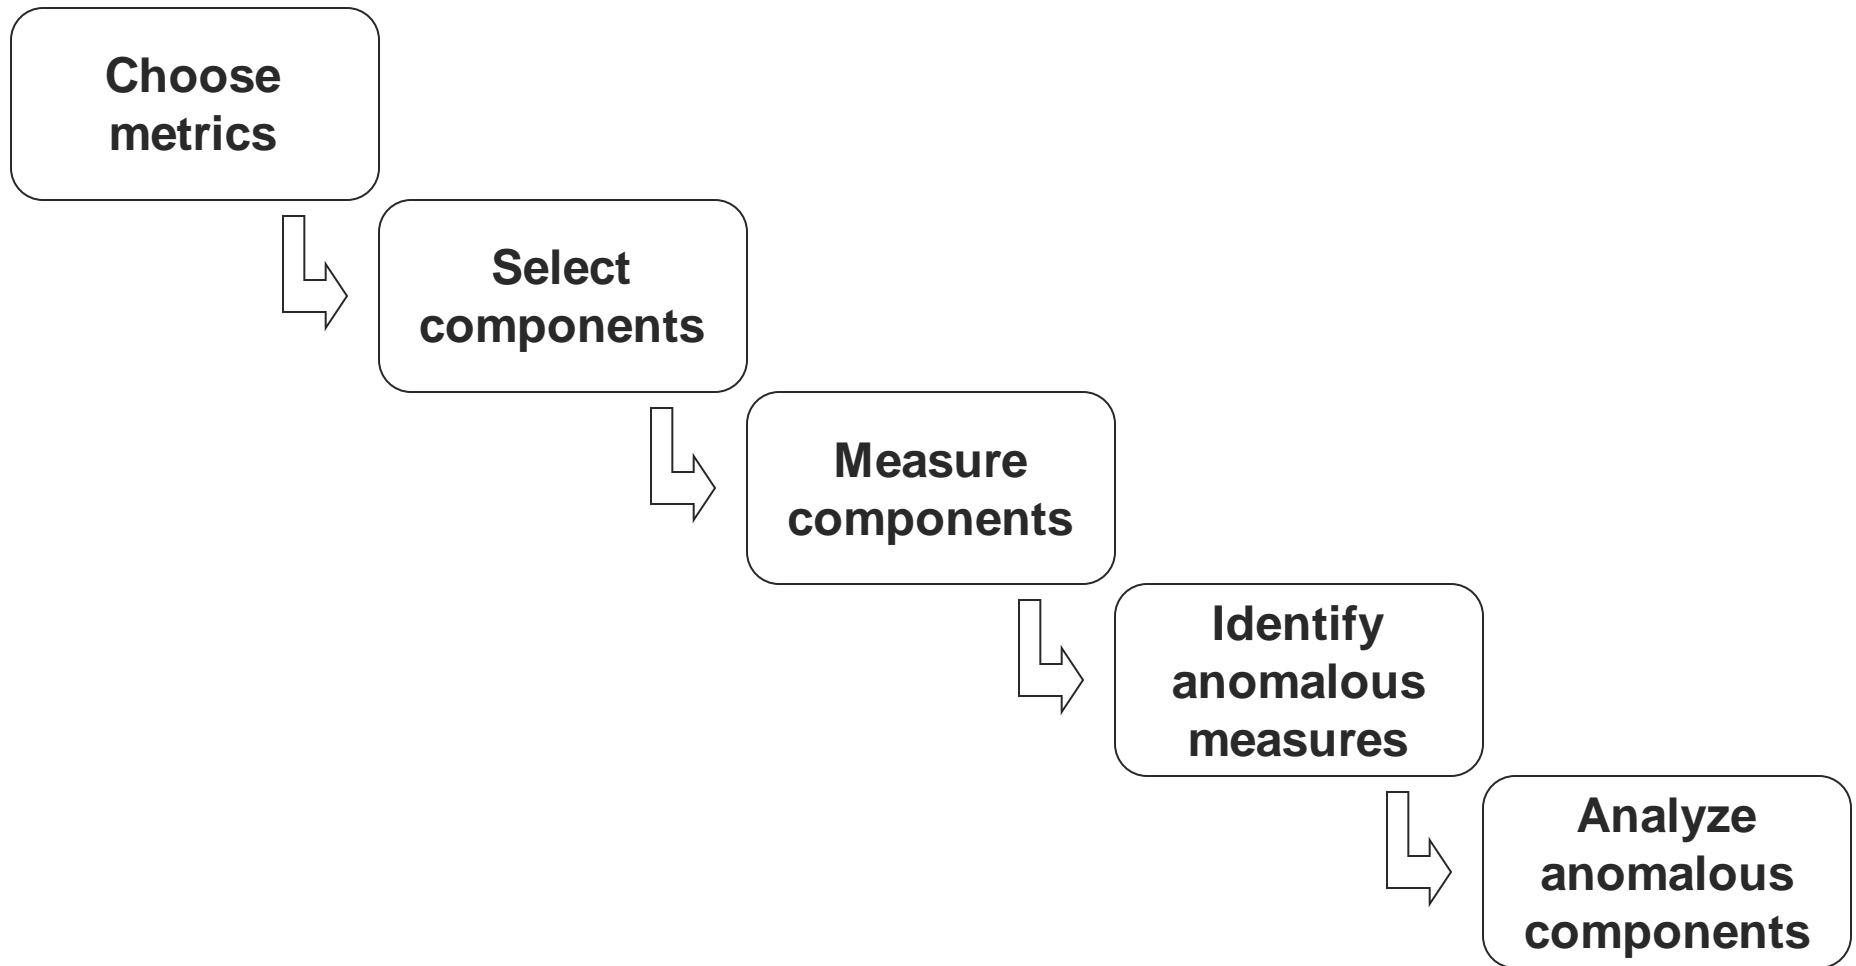 Choose
metrics
Select
components
Measure
components
Identify
anomalous
measures
Analyze
anomalous
components